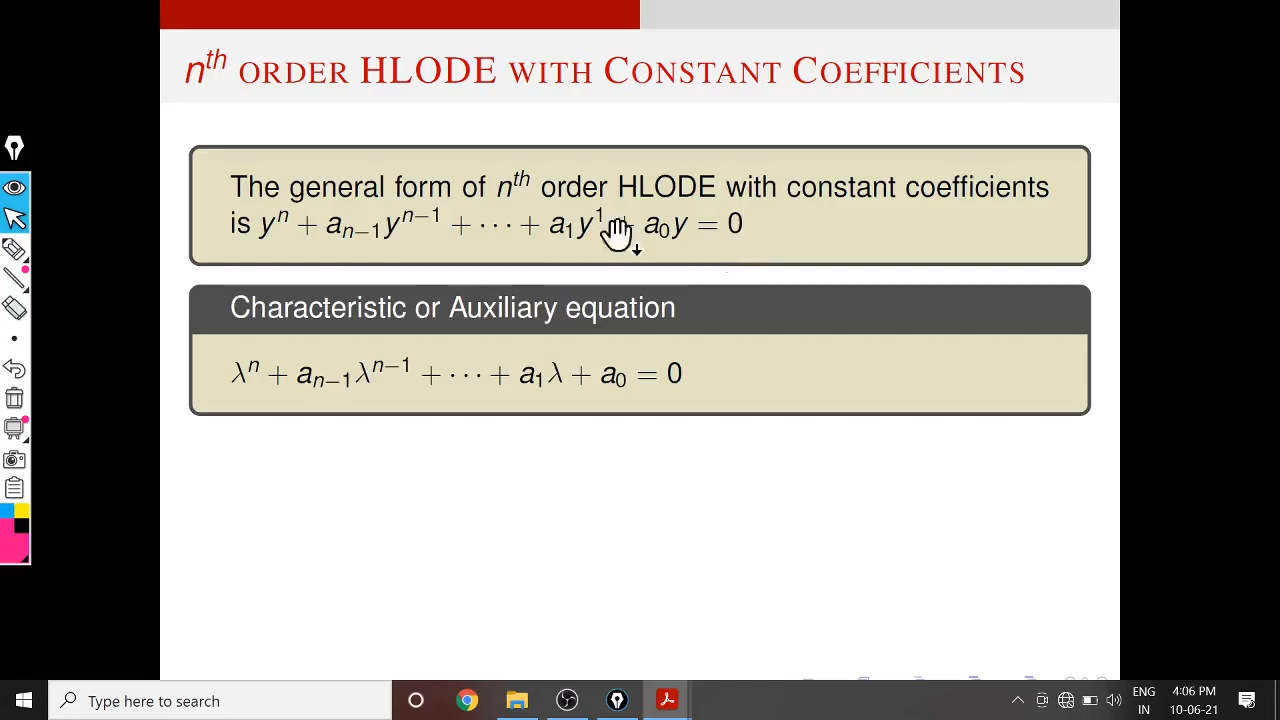 nth ORDER HLODE WITH CONSTANT COEFFICIENTS
The general form of nth order HLODE with constant coefficients
is yⁿ + aₙ₋₁yⁿ⁻¹ + ··· + a₁y¹ + a₀y = 0
Characteristic or Auxiliary equation
λⁿ + aₙ₋₁λⁿ⁻¹ + ··· + a₁λ + a₀ = 0
Type here to search
ENG
IN
4:06 PM
10-06-21